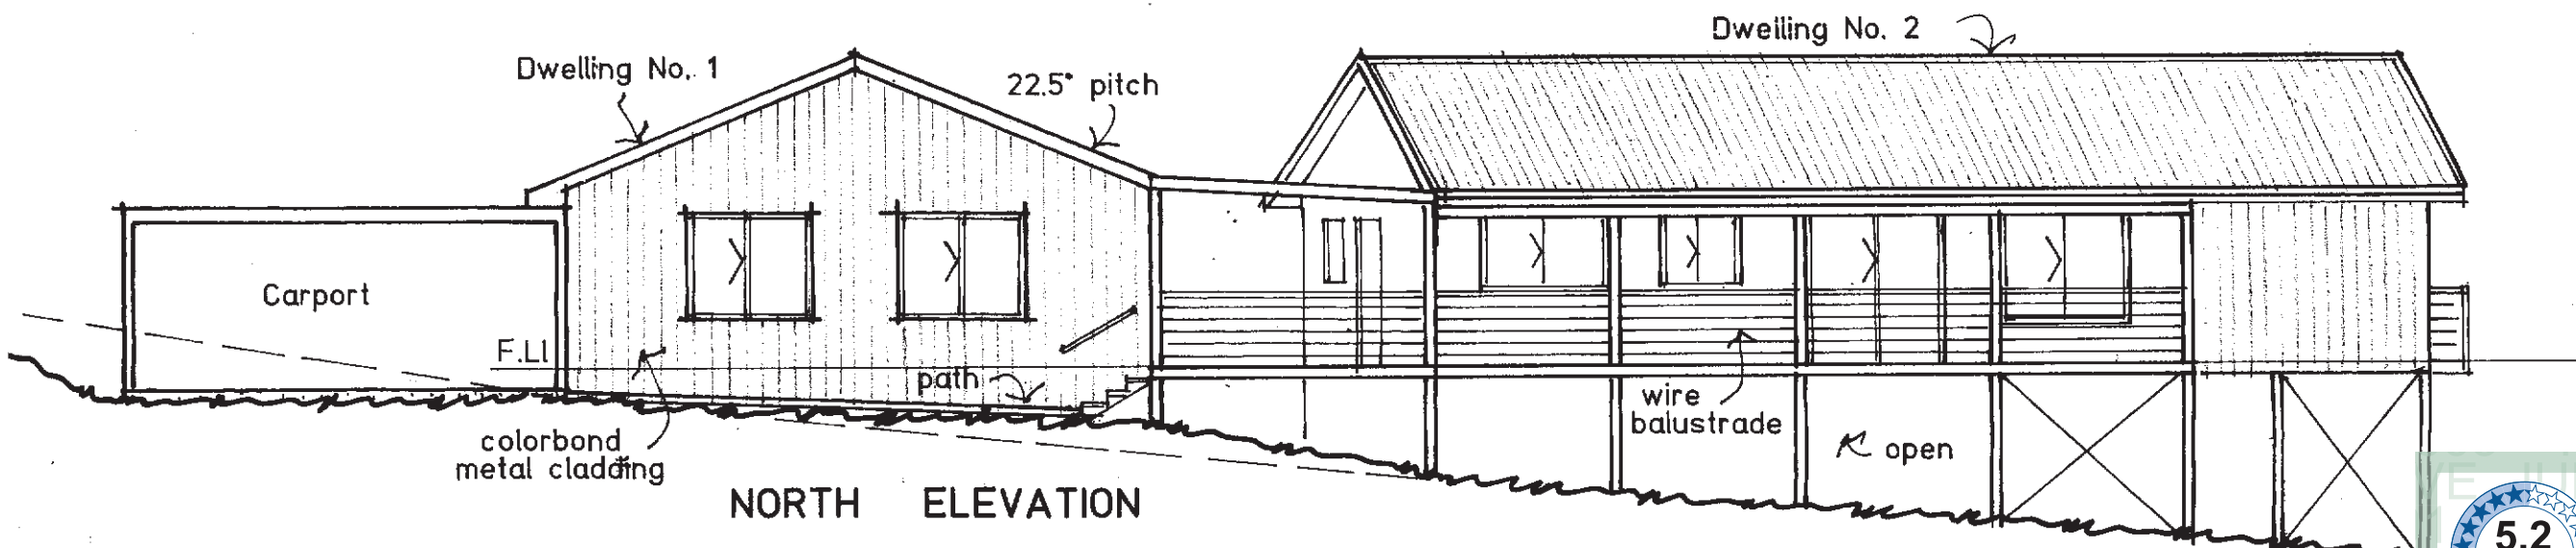 Dwelling No. 2
Dwelling No. 1
22.5° pitch
Carport
F.L1
path
colorbond
metal cladding
wire
balustrade
open
NORTH ELEVATION
5.2